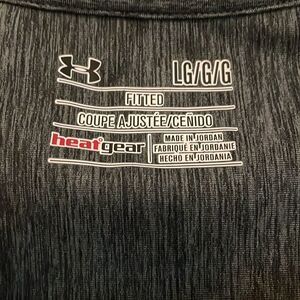 LG/G/G
FITTED
COUPE AJUSTÉE/CEÑIDO
heatgear
MADE IN JORDAN
FABRIQUÉ EN JORDANIE
HECHO EN JORDANIA